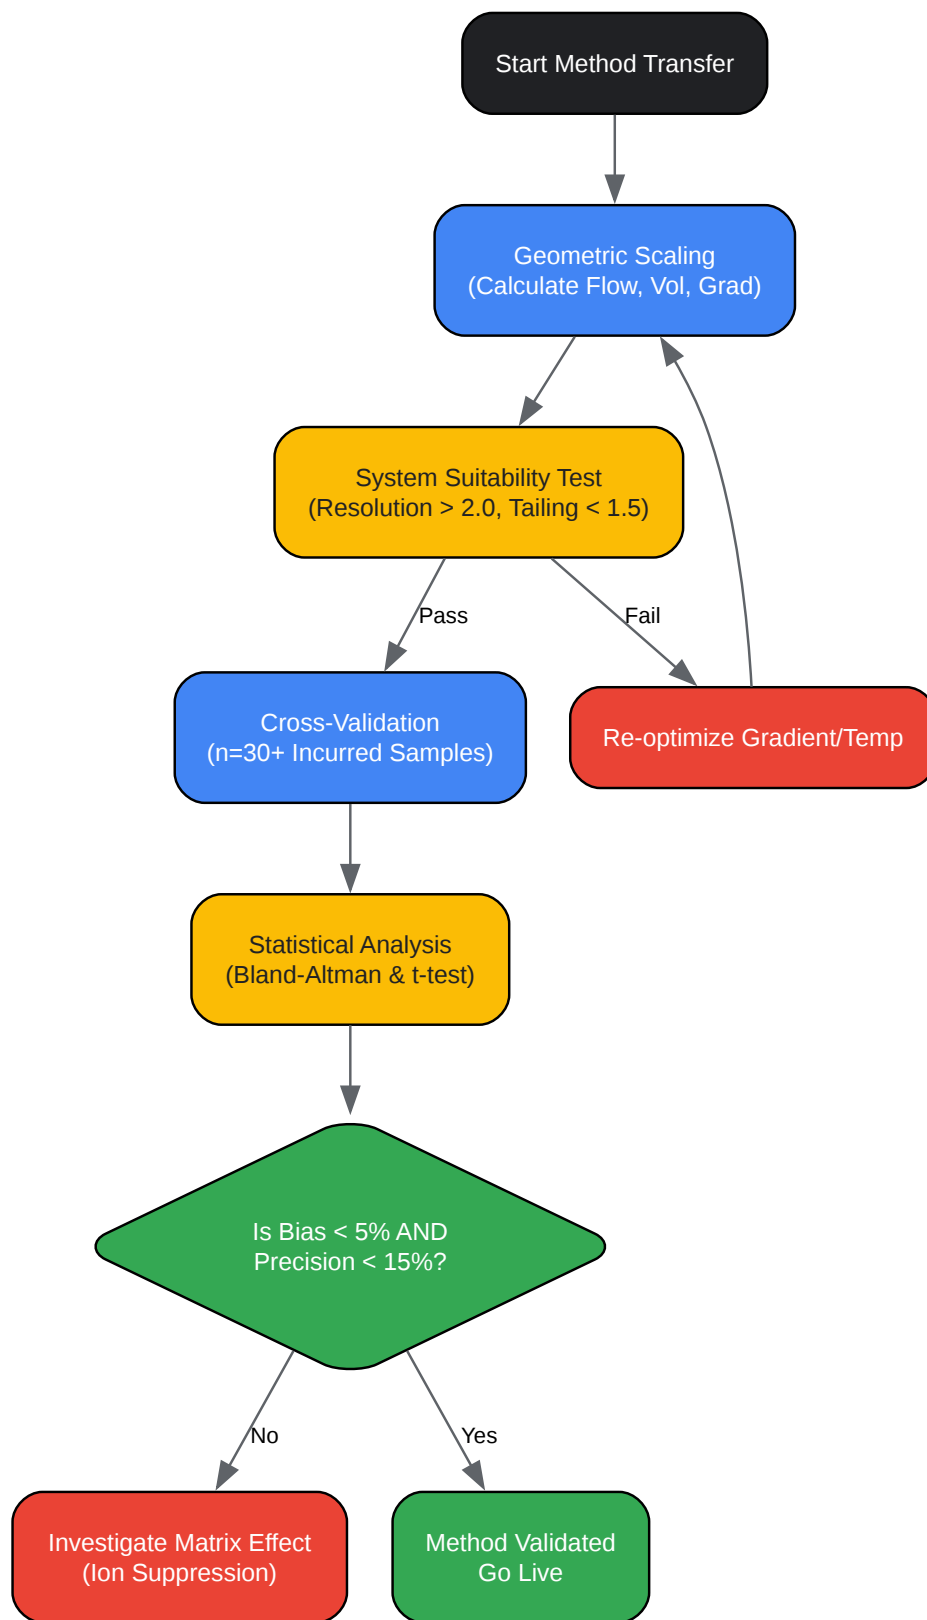 Start Method Transfer
Geometric Scaling
(Calculate Flow, Vol, Grad)
System Suitability Test
(Resolution > 2.0, Tailing < 1.5)
Pass
Fail
Cross-Validation
(n=30+ Incurred Samples)
Re-optimize Gradient/Temp
Statistical Analysis
(Bland-Altman & t-test)
Is Bias < 5% AND
Precision < 15%?
No
Yes
Investigate Matrix Effect
(Ion Suppression)
Method Validated
Go Live